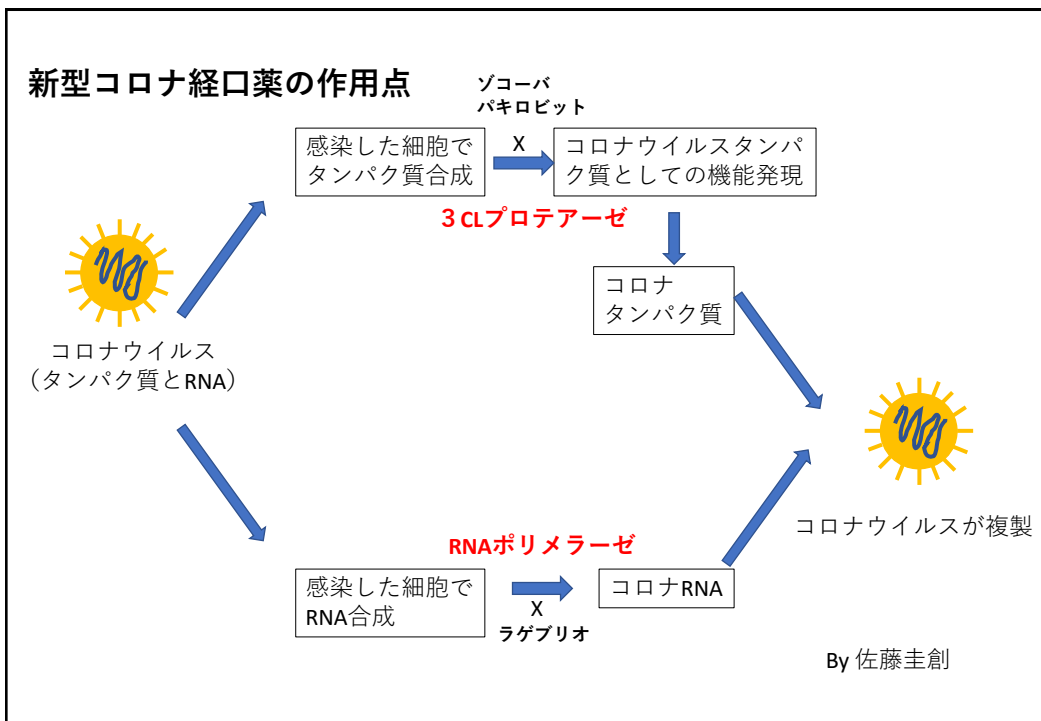 新型コロナ経口薬の作用点
ゾコーバ
パキロビット
感染した細胞で
タンパク質合成
X
コロナウイルスタンパ
ク質としての機能発現
３CLプロテアーゼ
コロナ
タンパク質
コロナウイルス
（タンパク質とRNA）
コロナウイルスが複製
RNAポリメラーゼ
感染した細胞で
RNA合成
X
ラゲブリオ
コロナRNA
By 佐藤圭創